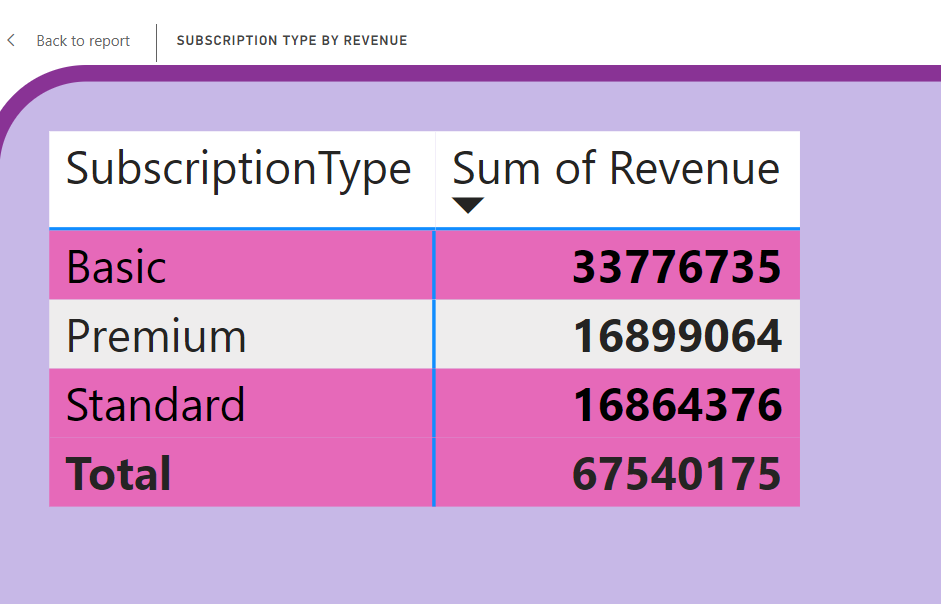 Back to report
SUBSCRIPTION TYPE BY REVENUE
SubscriptionType Sum of Revenue
Basic 33776735
Premium 16899064
Standard 16864376
Total 67540175